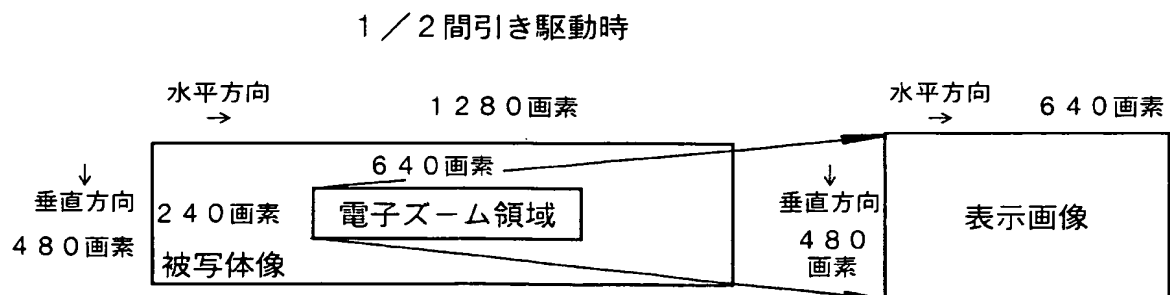 １／２間引き駆動時
水平方向
→
１２８０画素
水平方向
→
６４０画素
↓
垂直方向
４８０画素
６４０画素
２４０画素
電子ズーム領域
被写体像
↓
垂直方向
４８０
画素
表示画像